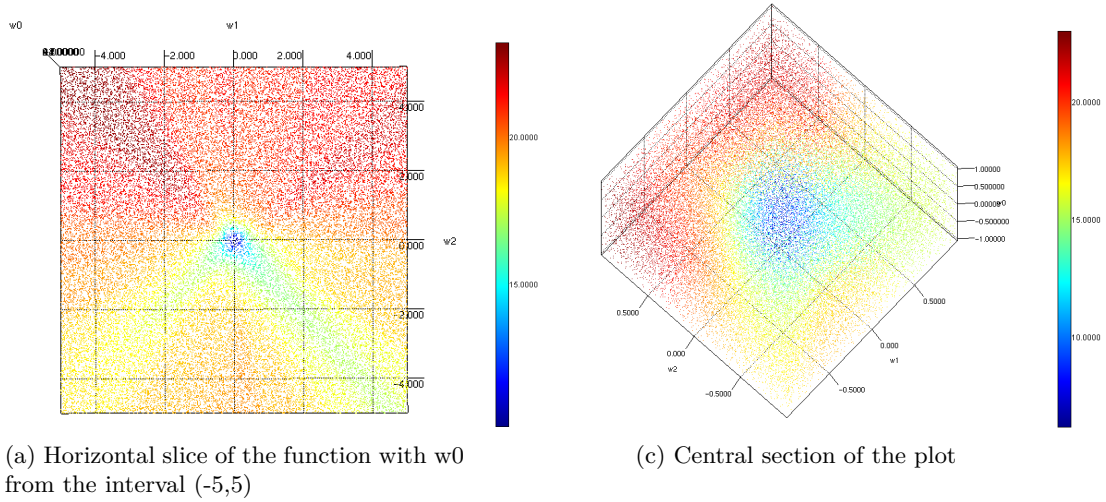 w0
w1
-4.000
-2.000
0.000
2.000
4.000
-4.000
-2.000
0.000
w2
-2.000
-4.000
20.0000
15.0000
(a) Horizontal slice of the function with w0
from the interval (-5,5)
1.00000
0.500000
0.00000
w0
-0.500000
-1.00000
0.5000
0.5000
0.000
w1
0.000
w2
-0.5000
-0.5000
20.0000
15.0000
10.0000
(c) Central section of the plot